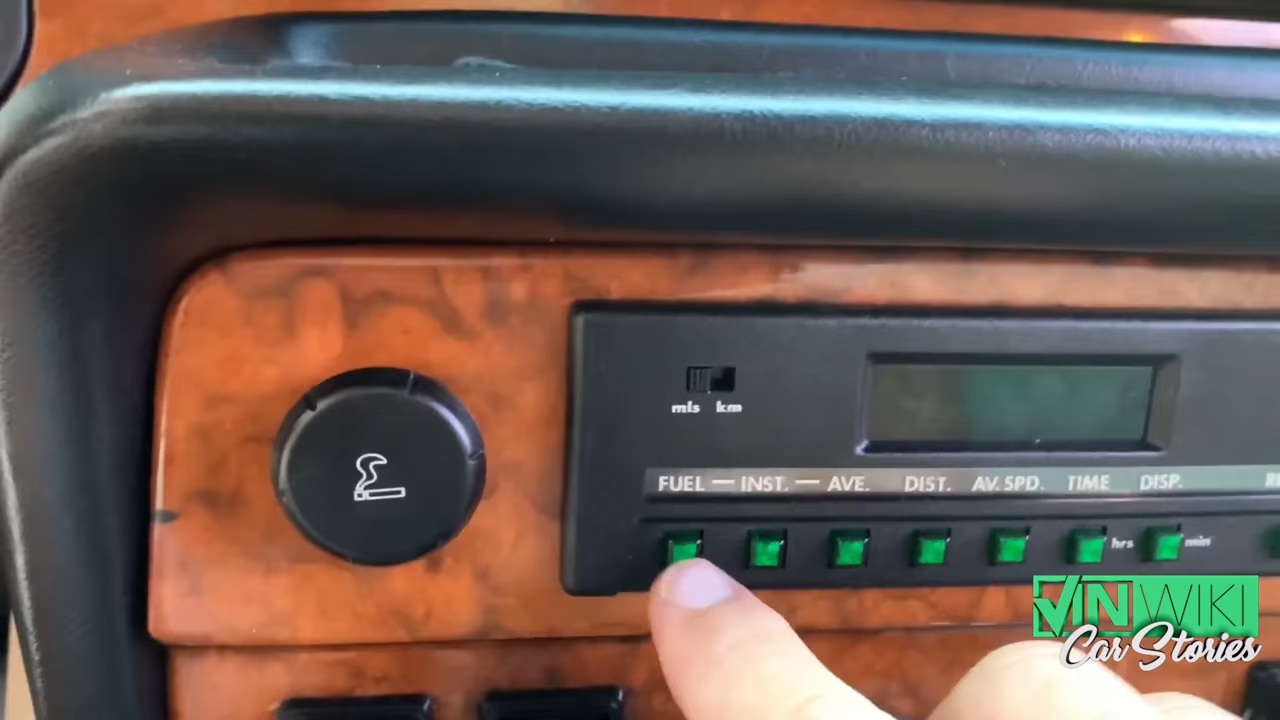 mls km
FUEL — INST. — AVE. DIST. AV. SPD. TIME DISP.
hrs min
VINWIKI
Car Stories